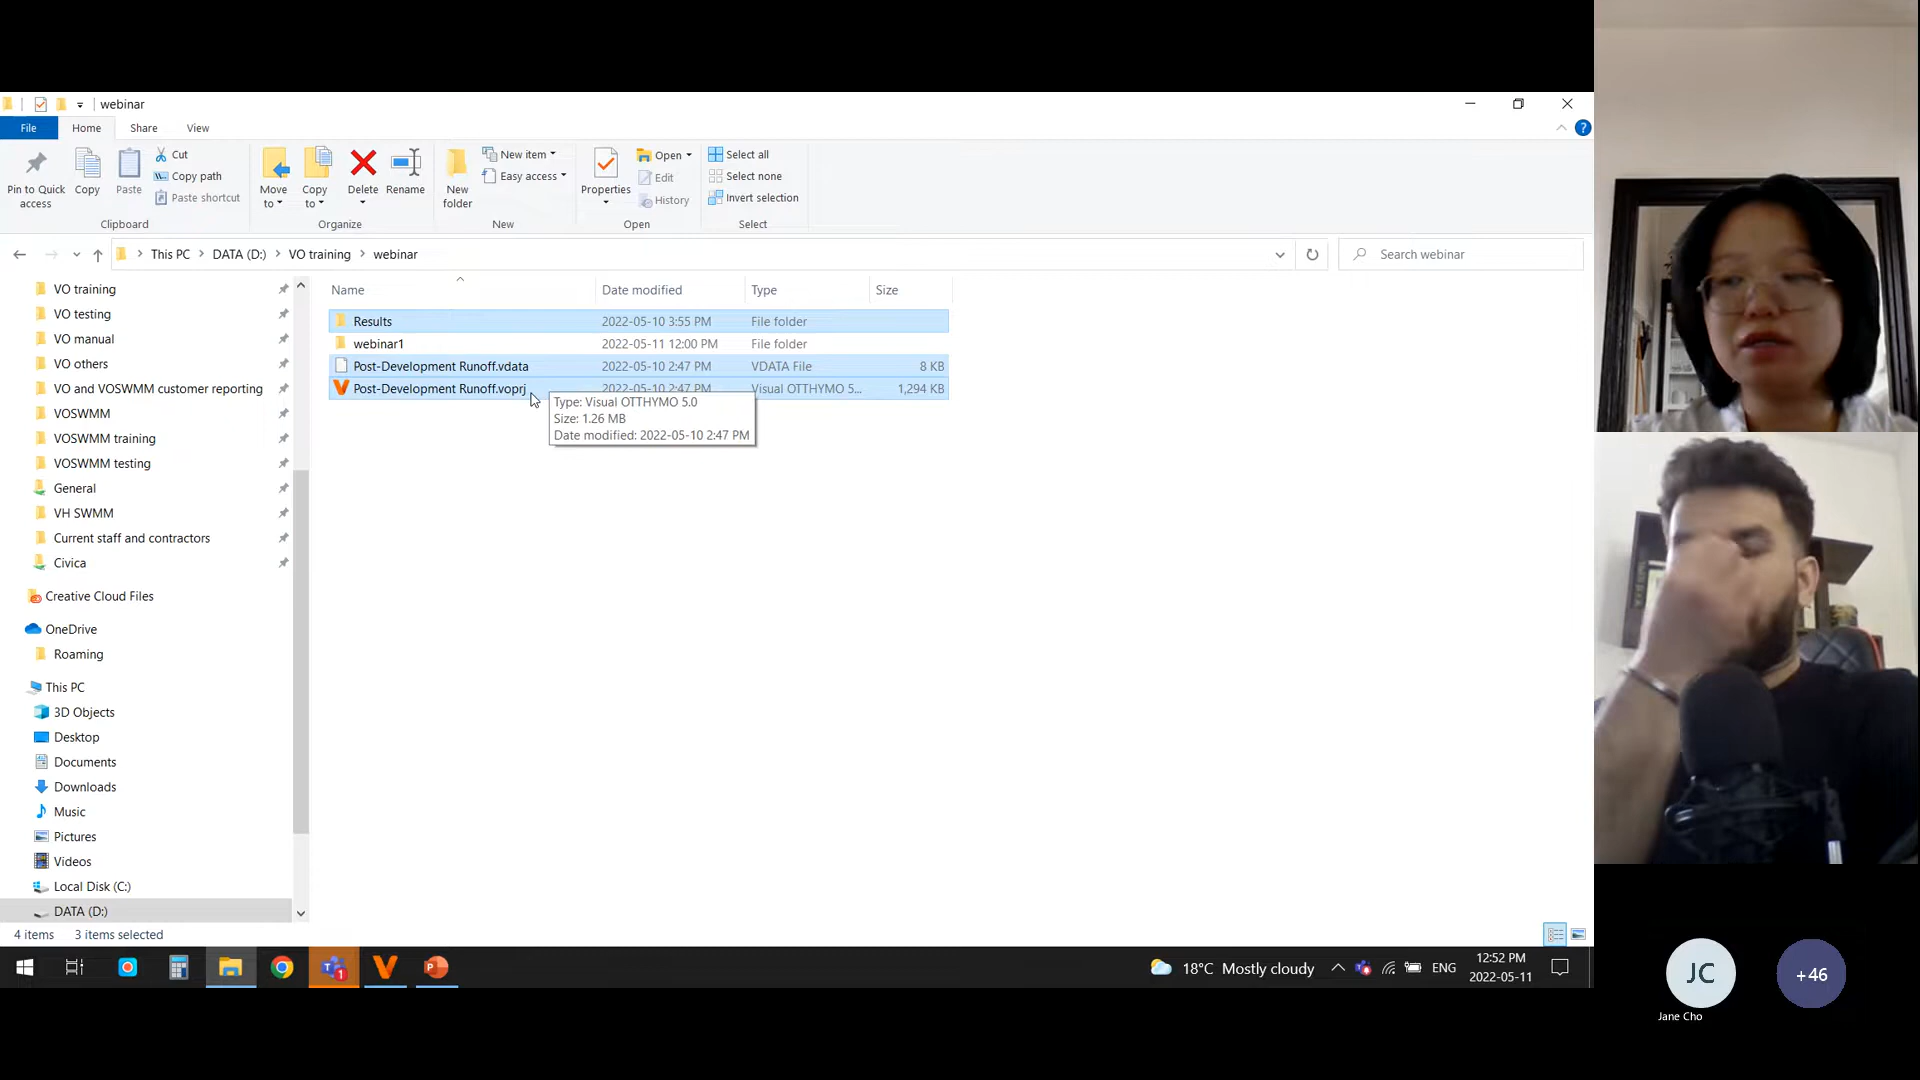 webinar
File Home Share View
Pin to Quick access
Copy
Paste
Cut
Copy path
Paste shortcut
Clipboard
Move to
Copy to
Delete
Rename
Organize
New folder
New item
Easy access
New
Properties
Open
Edit
History
Open
Select all
Select none
Invert selection
Select
This PC > DATA (D:) > VO training > webinar
Search webinar
Name Date modified Type Size
Results 2022-05-10 3:55 PM File folder
webinar1 2022-05-11 12:00 PM File folder
Post-Development Runoff.vdata 2022-05-10 2:47 PM VDATA File 8 KB
Post-Development Runoff.voprj 2022-05-10 2:47 PM Visual OTTHYMO 5... 1,294 KB
Type: Visual OTTHYMO 5.0
Size: 1.26 MB
Date modified: 2022-05-10 2:47 PM
VO training
VO testing
VO manual
VO others
VO and VOSWMM customer reporting
VOSWMM
VOSWMM training
VOSWMM testing
General
VH SWMM
Current staff and contractors
Civica
Creative Cloud Files
OneDrive
Roaming
This PC
3D Objects
Desktop
Documents
Downloads
Music
Pictures
Videos
Local Disk (C:)
DATA (D:)
4 items 3 items selected
18°C Mostly cloudy
ENG
12:52 PM
2022-05-11
JC
Jane Cho
+46